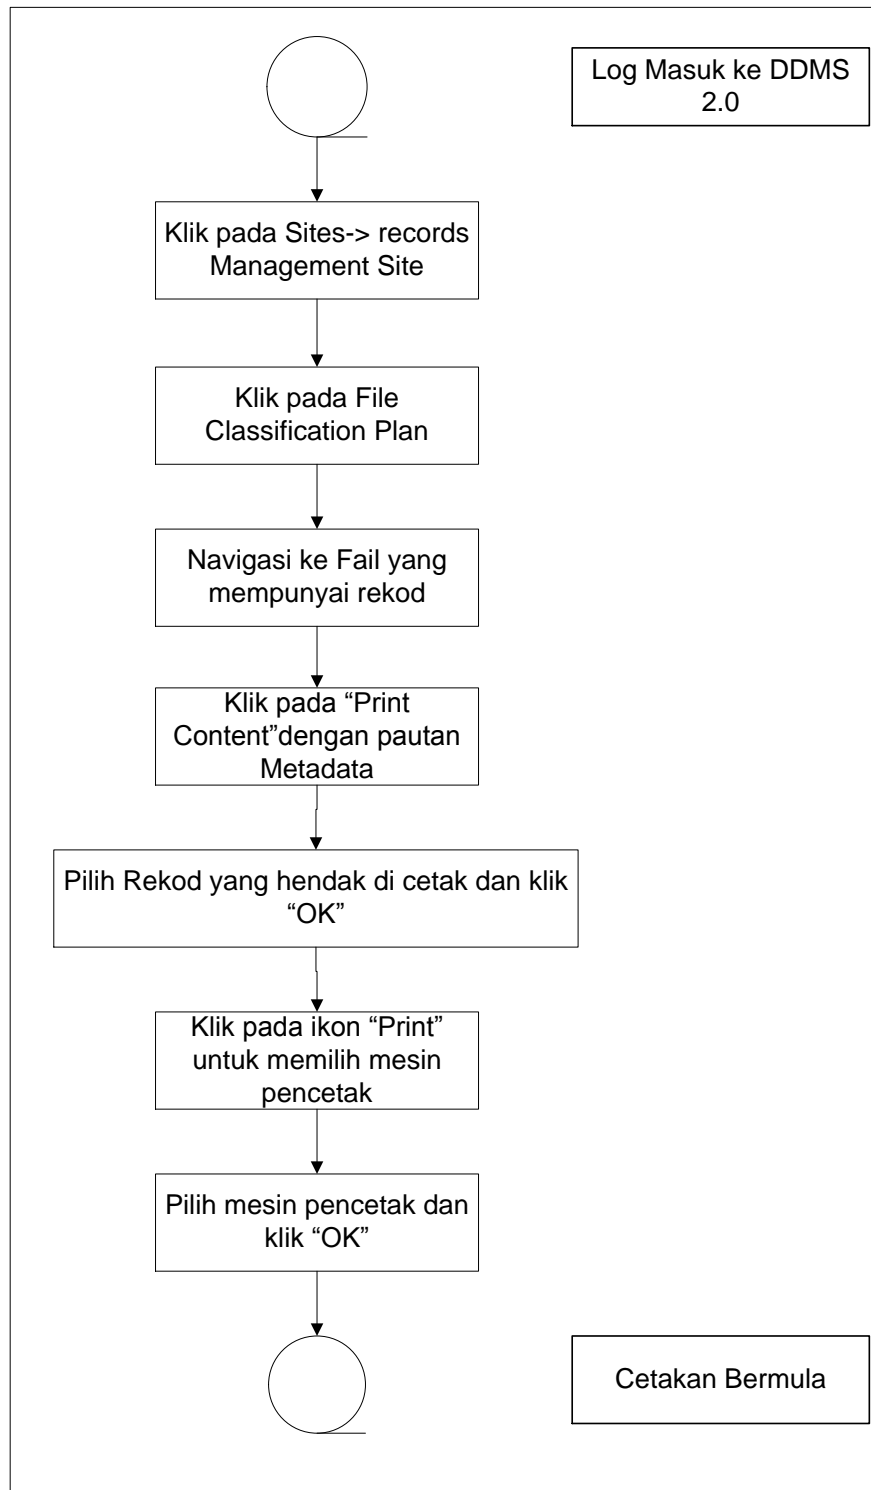 Log Masuk ke DDMS
2.0
Klik pada Sites-> records
Management Site
Klik pada File
Classification Plan
Navigasi ke Fail yang
mempunyai rekod
Klik pada “Print
Content”dengan pautan
Metadata
Pilih Rekod yang hendak di cetak dan klik
“OK”
Klik pada ikon “Print”
untuk memilih mesin
pencetak
Pilih mesin pencetak dan
klik “OK”
Cetakan Bermula